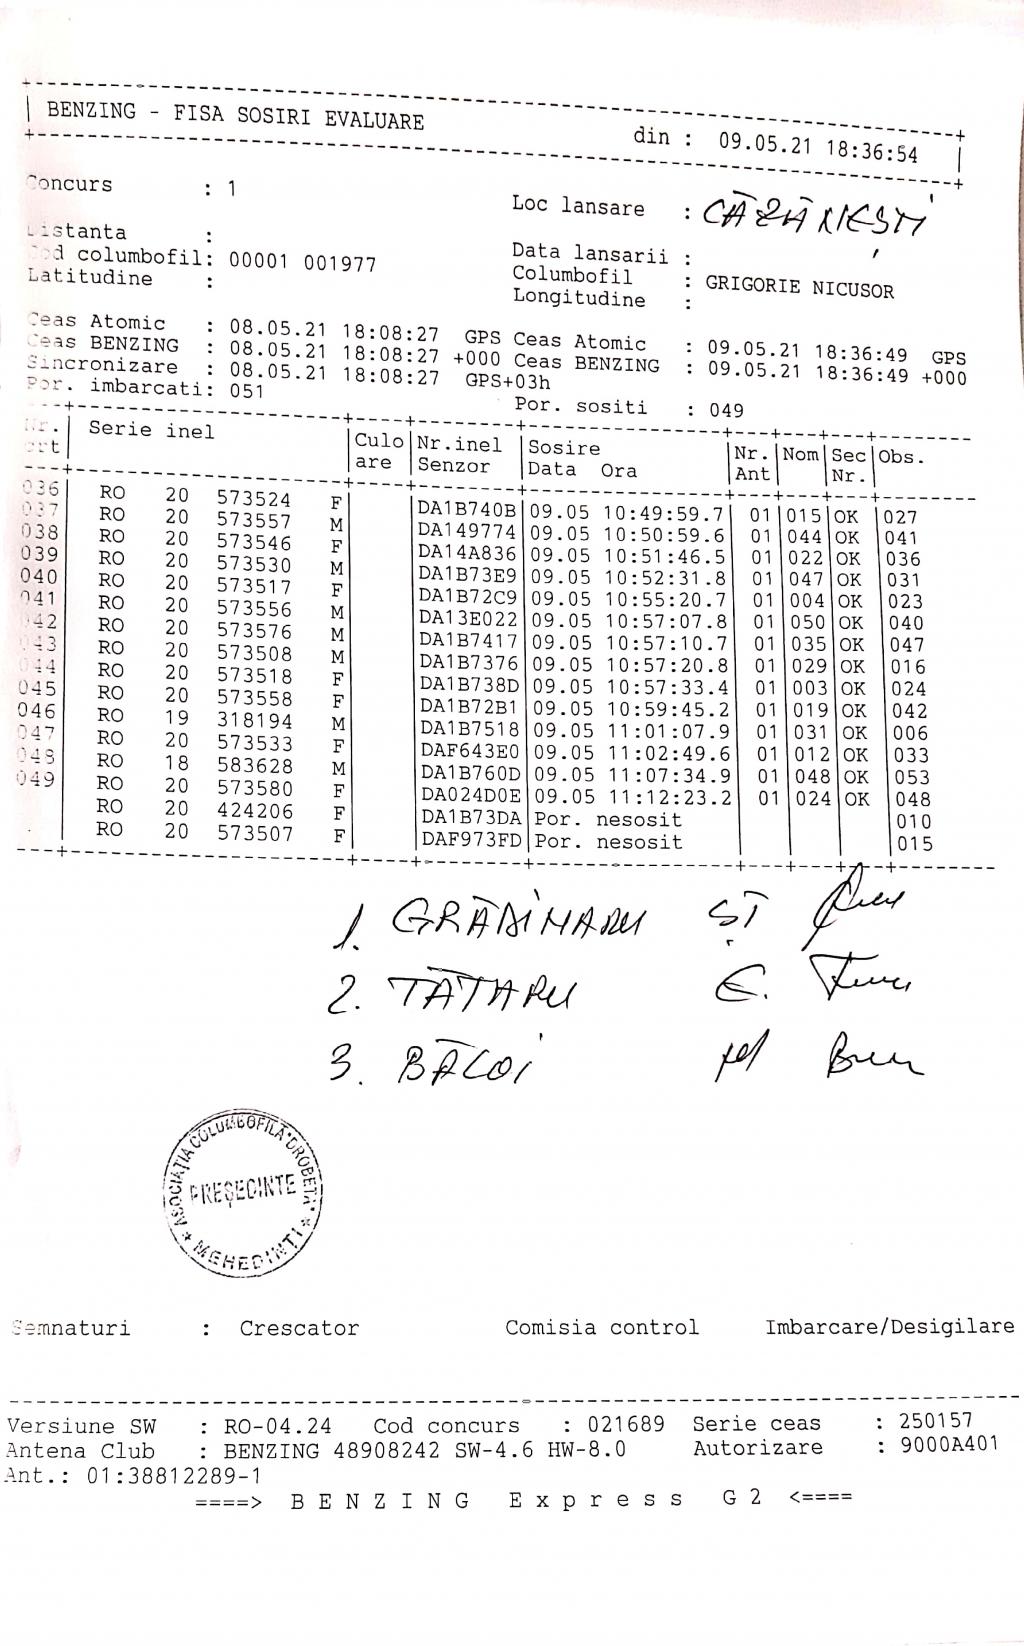 BENZING - FISA SOSIRI EVALUARE din : 09.05.21 18:36:54
Concurs : 1 Loc lansare : CĂZĂNEȘTI
Distanta : Data lansarii :
Cod columbofil: 00001 001977 Columbofil : GRIGORIE NICUSOR
Latitudine : Longitudine :
Ceas Atomic : 08.05.21 18:08:27 GPS Ceas Atomic : 09.05.21 18:36:49 GPS
Ceas BENZING : 08.05.21 18:08:27 +000 Ceas BENZING : 09.05.21 18:36:49 +000
Sincronizare : 08.05.21 18:08:27 GPS+03h
Por. imbarcati: 051 Por. sositi : 049
Nr. Serie inel Culo Nr.inel Sosire Nr. Nom Sec Obs.
crt are Senzor Data Ora Ant Nr.
036 RO 20 573524 F DA1B740B 09.05 10:49:59.7 01 015 OK 027
037 RO 20 573557 M DA149774 09.05 10:50:59.6 01 044 OK 041
038 RO 20 573546 F DA14A836 09.05 10:51:46.5 01 022 OK 036
039 RO 20 573530 M DA1B73E9 09.05 10:52:31.8 01 047 OK 031
040 RO 20 573517 F DA1B72C9 09.05 10:55:20.7 01 004 OK 023
041 RO 20 573556 M DA13E022 09.05 10:57:07.8 01 050 OK 040
042 RO 20 573576 M DA1B7417 09.05 10:57:10.7 01 035 OK 047
043 RO 20 573508 M DA1B7376 09.05 10:57:20.8 01 029 OK 016
044 RO 20 573518 F DA1B738D 09.05 10:57:33.4 01 003 OK 024
045 RO 20 573558 F DA1B72B1 09.05 10:59:45.2 01 019 OK 042
046 RO 19 318194 M DA1B7518 09.05 11:01:07.9 01 031 OK 006
047 RO 20 573533 F DAF643E0 09.05 11:02:49.6 01 012 OK 033
048 RO 18 583628 M DA1B760D 09.05 11:07:34.9 01 048 OK 053
049 RO 20 573580 F DA024D0E 09.05 11:12:23.2 01 024 OK 048
RO 20 424206 F DA1B73DA Por. nesosit 010
RO 20 573507 F DAF973FD Por. nesosit 015
1. GRĂDINARU ȘT
2. TĂTARU E.
3. BĂLOI
ASOCIAȚIA COLUMBOFILĂ "DROBETA"
PREȘEDINTE
* MEHEDINȚI *
Semnaturi : Crescator Comisia control Imbarcare/Desigilare
Versiune SW : RO-04.24 Cod concurs : 021689 Serie ceas : 250157
Antena Club : BENZING 48908242 SW-4.6 HW-8.0 Autorizare : 9000A401
Ant.: 01:38812289-1
====> B E N Z I N G E x p r e s s G 2 <====